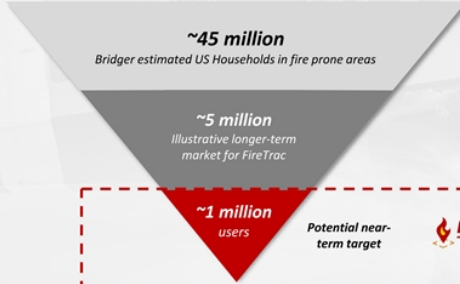 ~45 million
Bridger estimated US Households in fire prone areas
~5 million
Illustrative longer-term
market for FireTrac
~1 million
users
Potential near-
term target